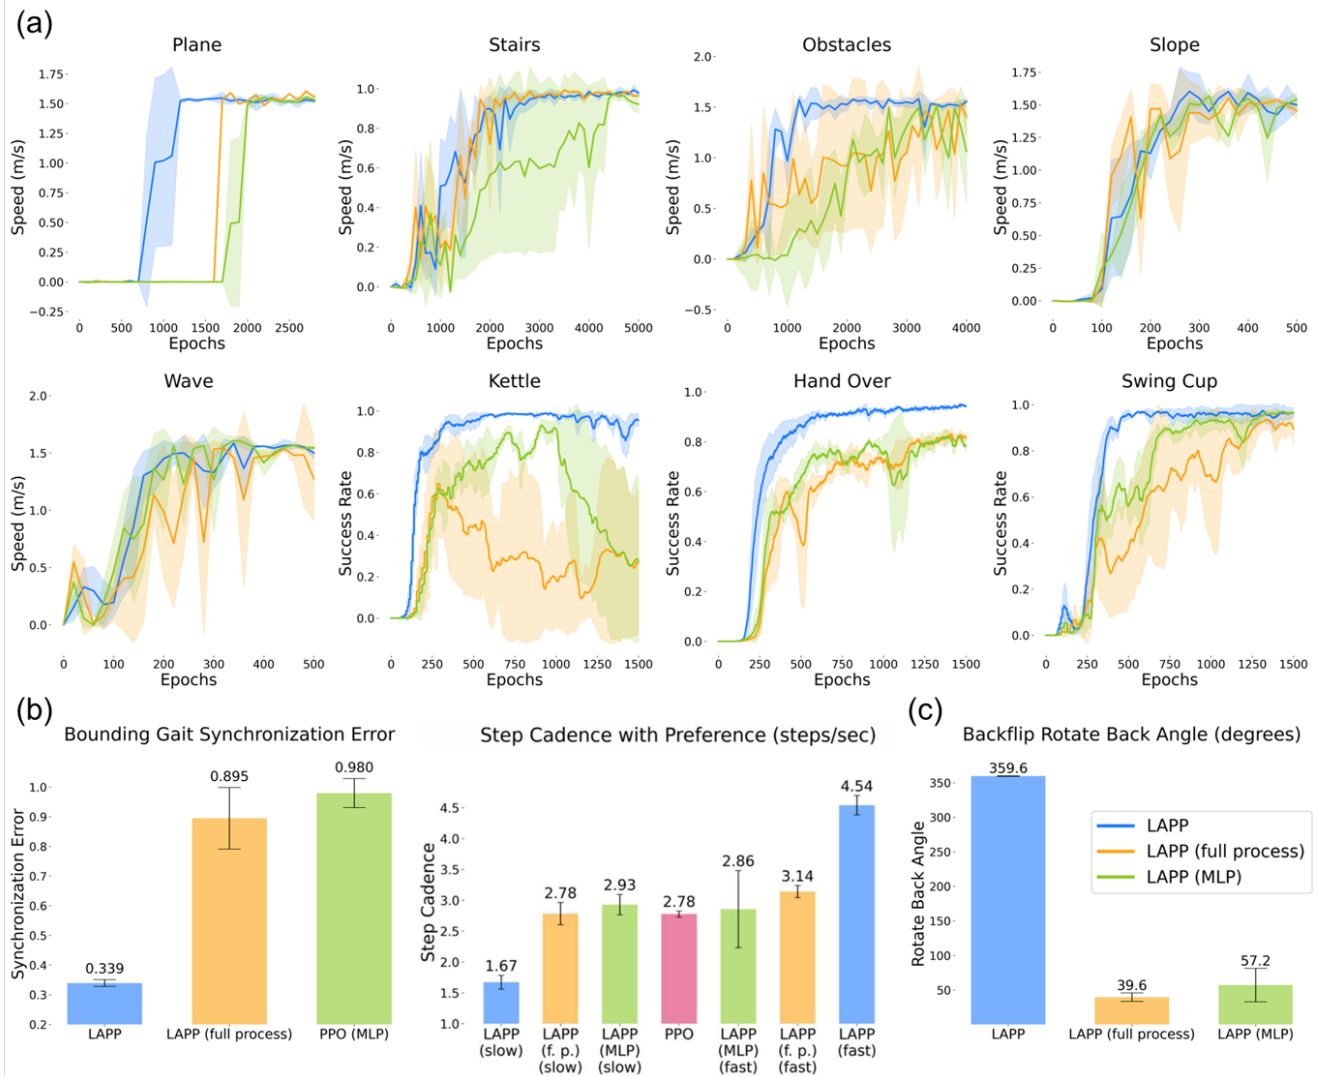 (a)
Plane
Stairs
Obstacles
Slope
Speed (m/s)
1.75
1.50
1.25
1.00
0.75
0.50
0.25
0.00
−0.25
0 500 1000 1500 2000 2500
Epochs
Speed (m/s)
1.0
0.8
0.6
0.4
0.2
0.0
0 1000 2000 3000 4000 5000
Epochs
Speed (m/s)
2.0
1.5
1.0
0.5
0.0
−0.5
0 1000 2000 3000 4000
Epochs
Speed (m/s)
1.75
1.50
1.25
1.00
0.75
0.50
0.25
0.00
0 100 200 300 400 500
Epochs
Wave
Kettle
Hand Over
Swing Cup
Speed (m/s)
2.0
1.5
1.0
0.5
0.0
0 100 200 300 400 500
Epochs
Success Rate
1.0
0.8
0.6
0.4
0.2
0.0
0 250 500 750 1000 1250 1500
Epochs
Success Rate
1.0
0.8
0.6
0.4
0.2
0.0
0 250 500 750 1000 1250 1500
Epochs
Success Rate
1.0
0.8
0.6
0.4
0.2
0.0
0 250 500 750 1000 1250 1500
Epochs
(b)
Bounding Gait Synchronization Error
Synchronization Error
1.0
0.9
0.8
0.7
0.6
0.5
0.4
0.3
0.2
0.339
0.895
0.980
LAPP
LAPP (full process)
PPO (MLP)
Step Cadence with Preference (steps/sec)
Step Cadence
4.5
4.0
3.5
3.0
2.5
2.0
1.5
1.0
1.67
2.78
2.93
2.78
2.86
3.14
4.54
LAPP
(slow)
LAPP
(f. p.)
(slow)
LAPP
(MLP)
(slow)
PPO
LAPP
(MLP)
(fast)
LAPP
(f. p.)
(fast)
LAPP
(fast)
(c)
Backflip Rotate Back Angle (degrees)
Rotate Back Angle
350
300
250
200
150
100
50
359.6
39.6
57.2
LAPP
LAPP (full process)
LAPP (MLP)
LAPP
LAPP (full process)
LAPP (MLP)